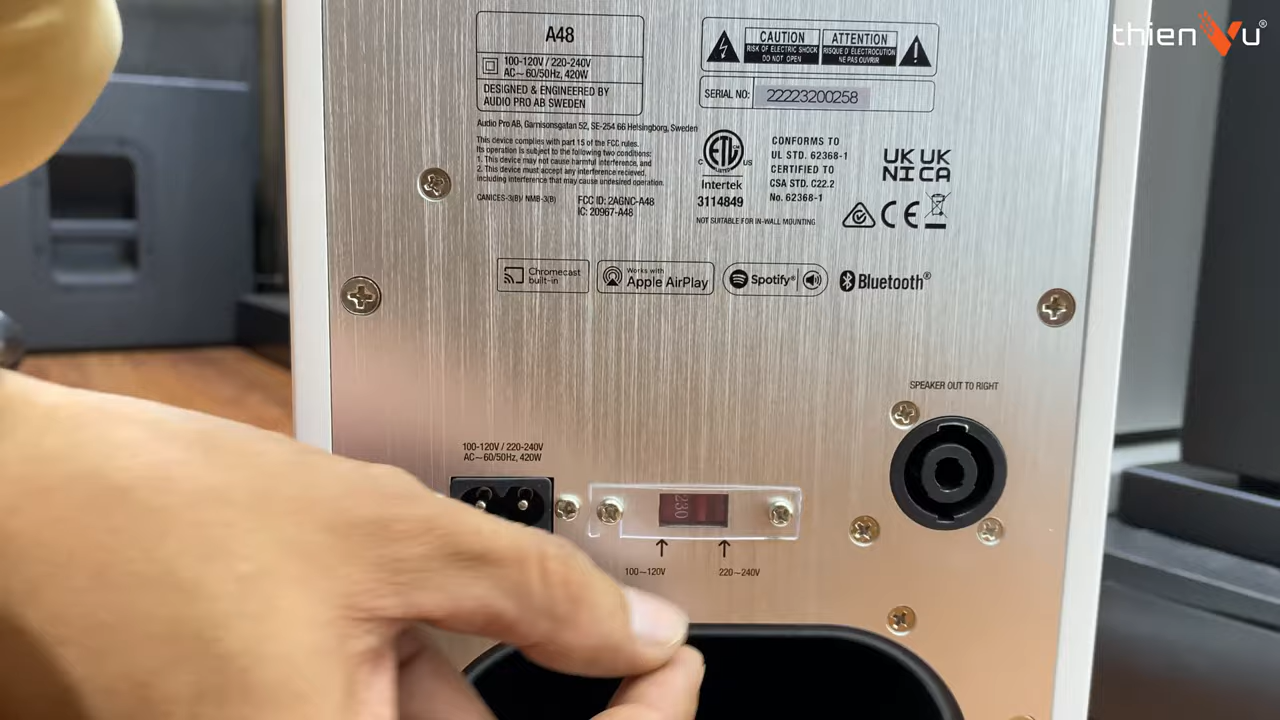 thien Vu®
A48
100-120V / 220-240V
AC~ 60/50Hz, 420W
DESIGNED & ENGINEERED BY
AUDIO PRO AB SWEDEN
CAUTION
RISK OF ELECTRIC SHOCK
DO NOT OPEN
ATTENTION
RISQUE D'ÉLECTROCUTION
NE PAS OUVRIR
SERIAL NO: 22223200258
Audio Pro AB, Garnisonsgatan 52, SE-254 66 Helsingborg, Sweden
This device complies with part 15 of the FCC rules.
Its operation is subject to the following two conditions:
1. This device may not cause harmful interference, and
2. This device must accept any interference recieved,
including interference that may cause undesired operation.
CANICES-3(B)/ NMB-3(B)
FCC ID: 2AGNC-A48
IC: 20967-A48
C ETL US
LISTED
Intertek
3114849
CONFORMS TO
UL STD. 62368-1
CERTIFIED TO
CSA STD. C22.2
No. 62368-1
NOT SUITABLE FOR IN-WALL MOUNTING
UK UK
NI CA
CE
Chromecast
built-in
Works with
Apple AirPlay
Spotify®
Bluetooth®
SPEAKER OUT TO RIGHT
100-120V / 220-240V
AC~60/50Hz, 420W
230
100~120V
220~240V